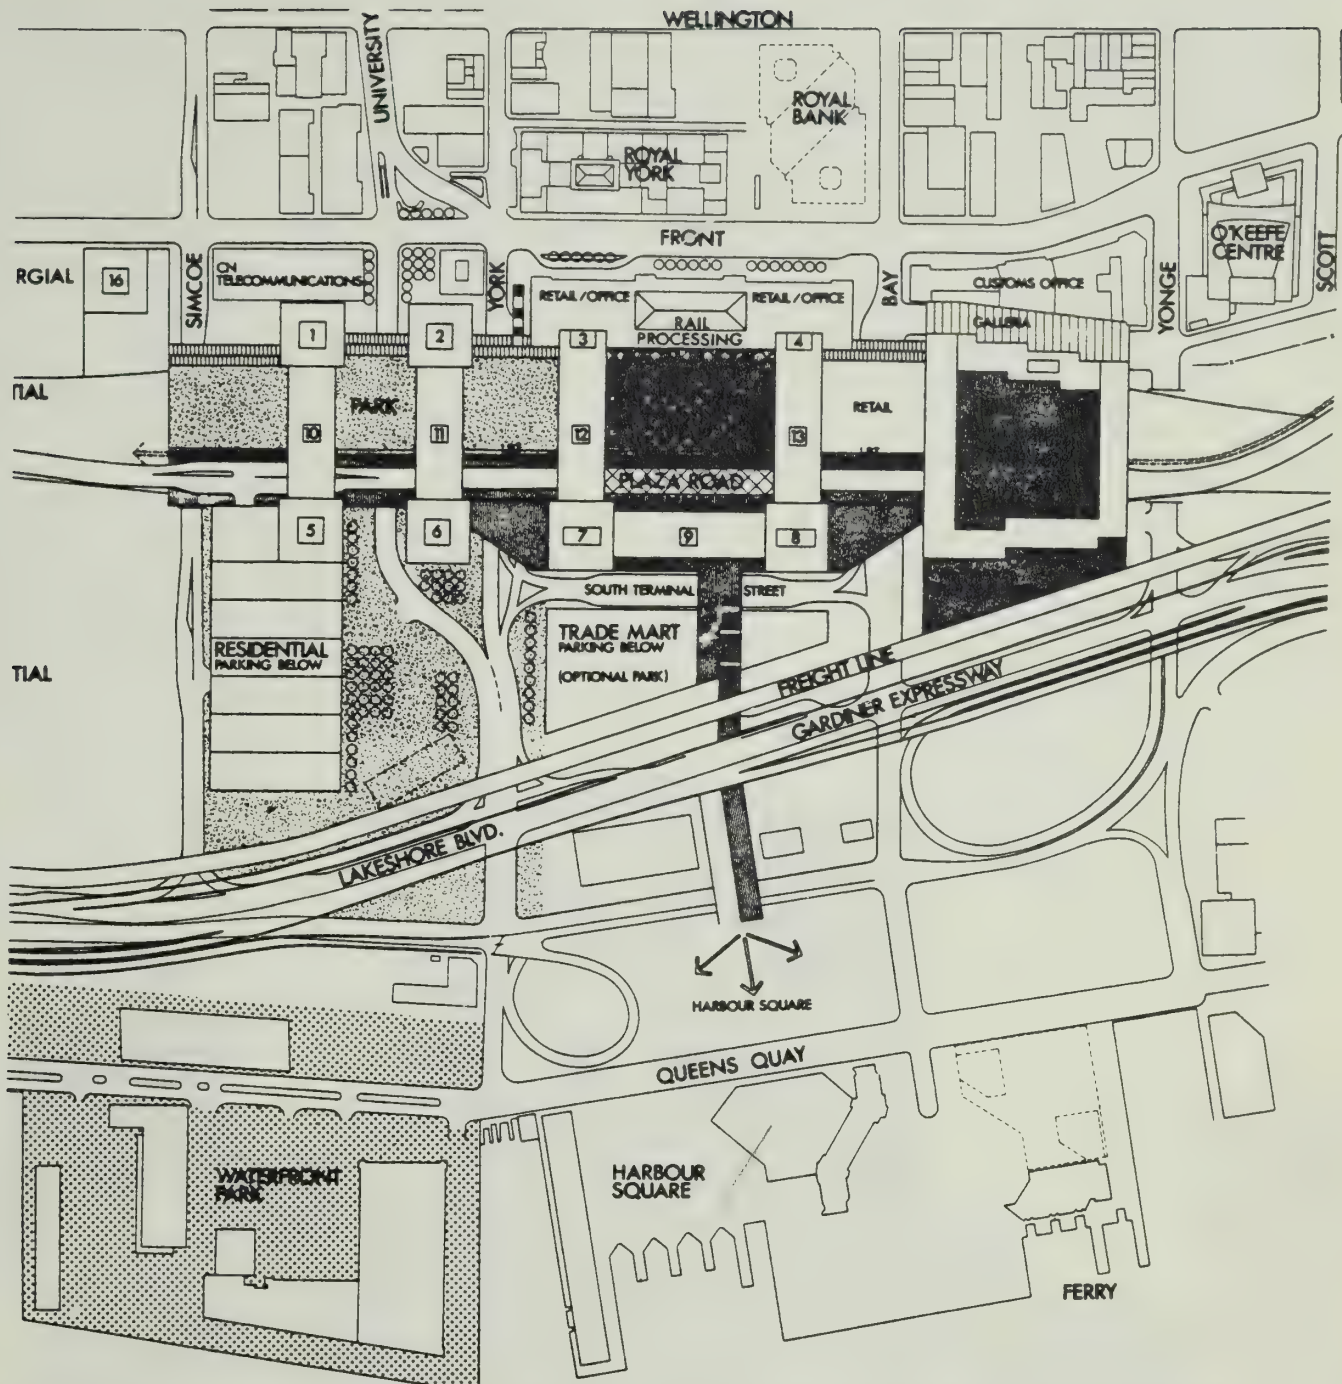 WELLINGTON
UNIVERSITY
ROYAL
BANK
ROYAL
YORK
FRONT
O'KEEFE
CENTRE
SCOTT
RGIAL
16
SIMCOE
CN
TELECOMMUNICATIONS
YORK
RETAIL / OFFICE
RETAIL / OFFICE
BAY
CUSTOMS OFFICE
YONGE
GALLERIA
1
2
3
RAIL
PROCESSING
4
TIAL
PARK
RETAIL
10
11
12
13
LRT
LRT
PLAZA ROAD
5
6
7
9
8
SOUTH TERMINAL STREET
TRADE MART
PARKING BELOW
(OPTIONAL PARK)
RESIDENTIAL
PARKING BELOW
TIAL
FREIGHT LINE
GARDINER EXPRESSWAY
LAKESHORE BLVD.
HARBOUR SQUARE
QUEENS QUAY
WATERFRONT
PARK
HARBOUR
SQUARE
FERRY